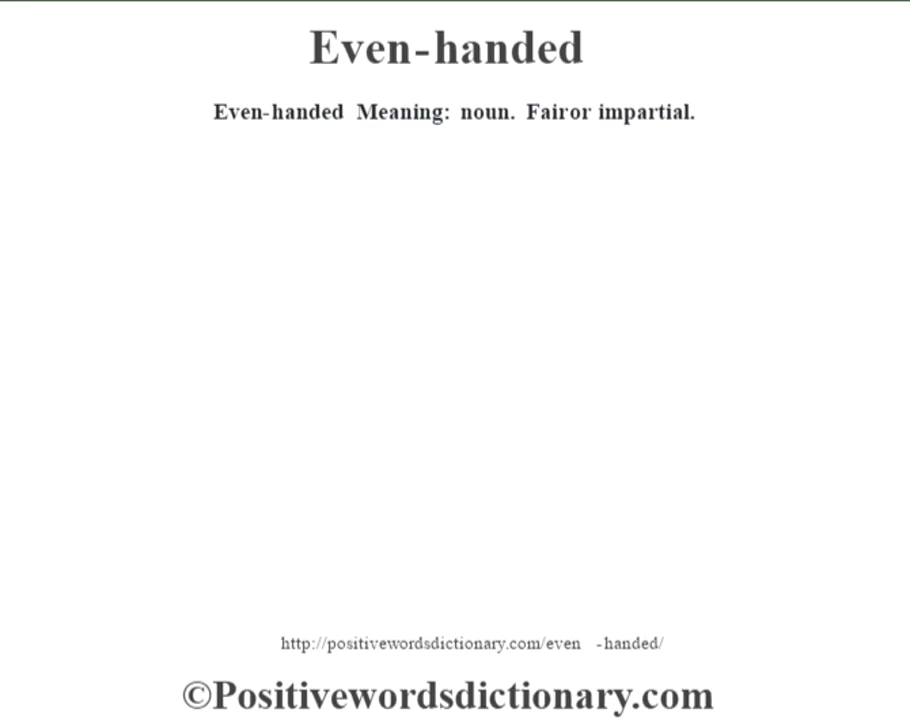 Even-handed
Even-handed Meaning: noun. Fairor impartial.
http://positivewordsdictionary.com/even -handed/
©Positivewordsdictionary.com